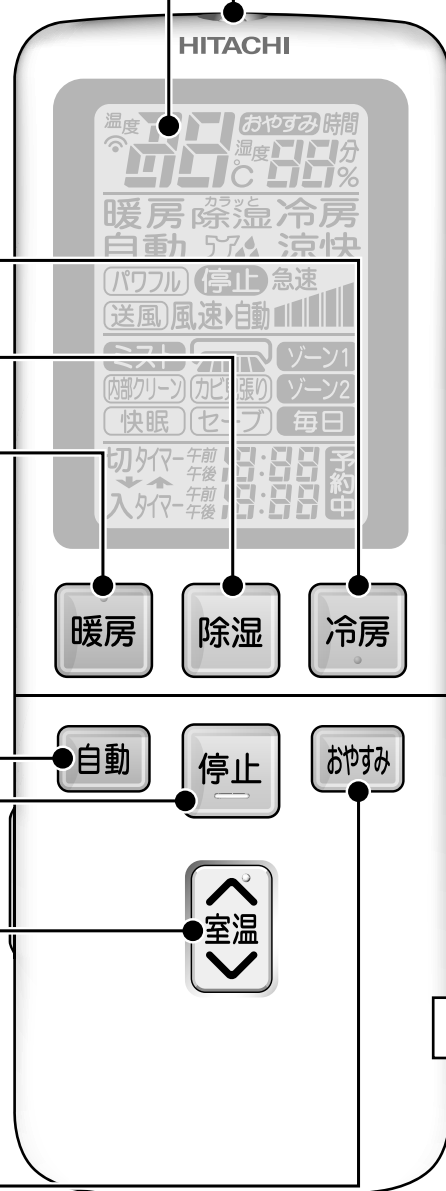 HITACHI
温度 88 おやすみ 時間
℃ 湿度 88 分 %
カラッと
暖房 除湿 冷房
自動 涼快
パワフル 停止 急速
送風 風速 自動
ミスト ゾーン1
内部クリーン カビ見張り ゾーン2
快眠 セーブ 毎日
切タイマー 午前 午後 18:88 予約中
入タイマー 午前 午後 18:88
暖房 除湿 冷房
自動 停止 おやすみ
室温